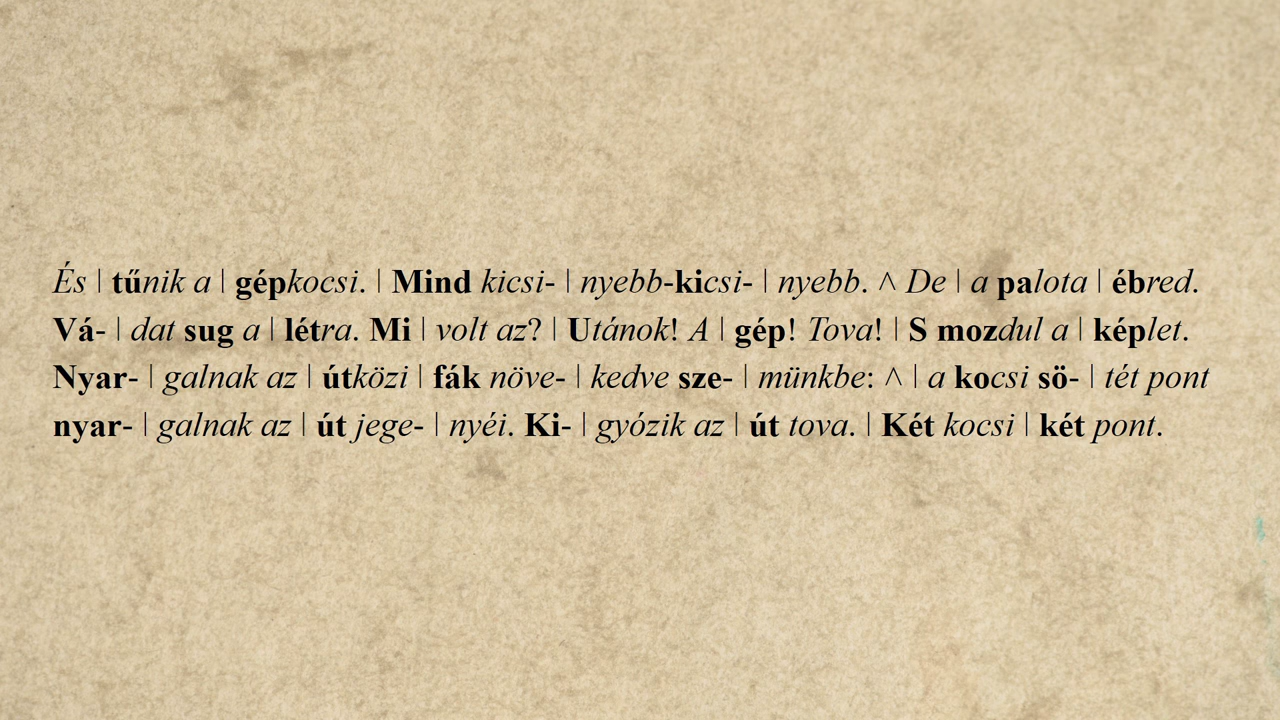 És | tűnik a | gépkocsi. | Mind kicsi- | nyebb-kicsi- | nyebb. ^ De | a palota | ébred.
Vá- | dat sug a | létra. Mi | volt az? | Utánok! A | gép! Tova! | S mozdul a | képlet.
Nyar- | galnak az | útközi | fák növe- | kedve sze- | münkbe: ^ | a kocsi sö- | tét pont
nyar- | galnak az | út jege- | nyéi. Ki- | gyózik az | út tova. | Két kocsi | két pont.